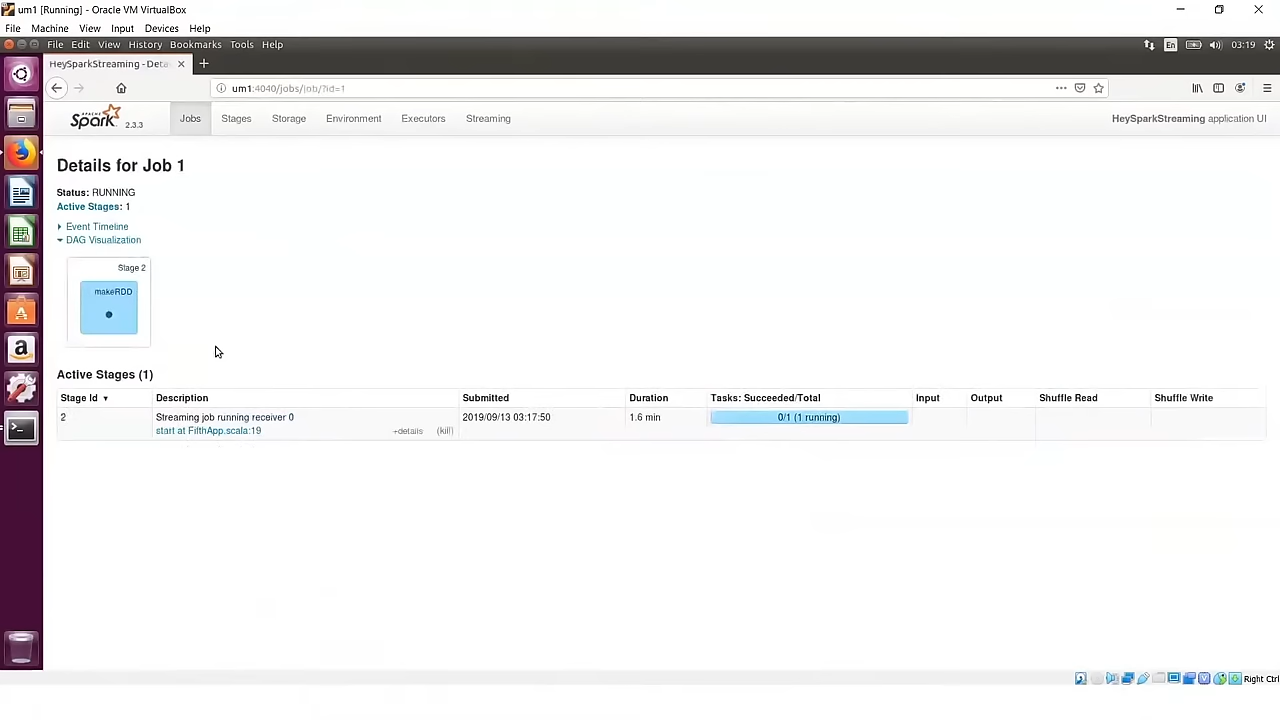 um1 [Running] - Oracle VM VirtualBox
File Machine View Input Devices Help
File Edit View History Bookmarks Tools Help
En
03:19
HeySparkStreaming - Deta
um1:4040/jobs/job/?id=1
APACHE
Spark 2.3.3
Jobs Stages Storage Environment Executors Streaming
HeySparkStreaming application UI
Details for Job 1
Status: RUNNING
Active Stages: 1
Event Timeline
DAG Visualization
Stage 2
makeRDD
Active Stages (1)
Stage Id ▾ Description Submitted Duration Tasks: Succeeded/Total Input Output Shuffle Read Shuffle Write
2 Streaming job running receiver 0 2019/09/13 03:17:50 1.6 min 0/1 (1 running)
start at FilthApp.scala:19 +details (kill)
Right Ctrl